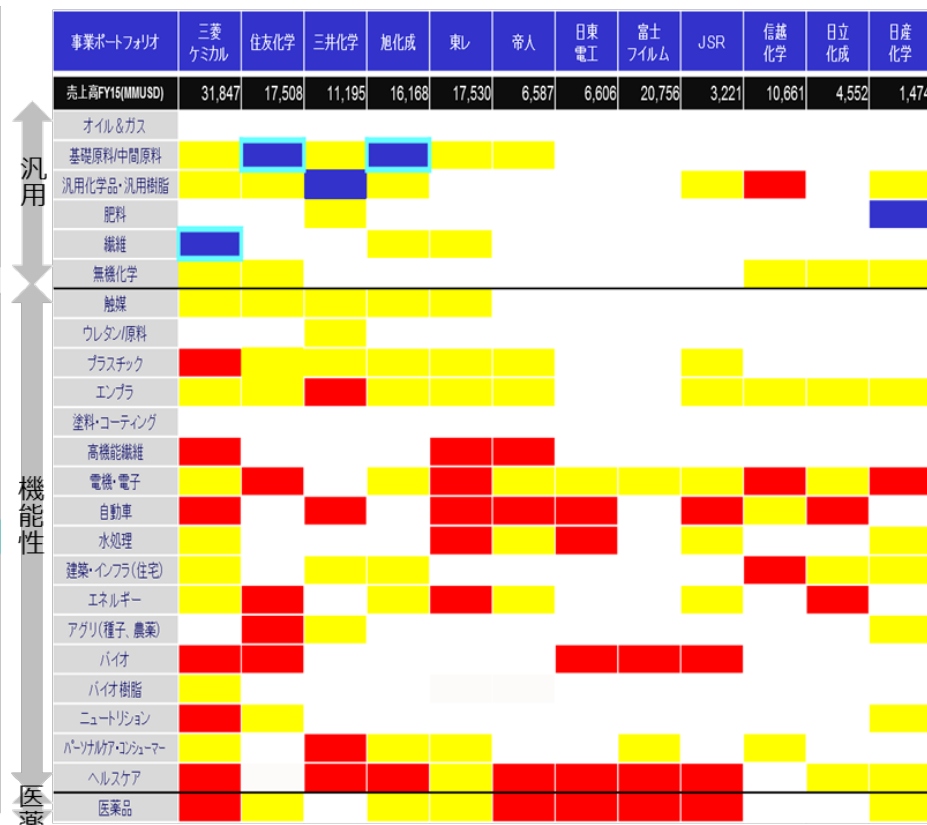 事業ポートフォリオ 三菱ケミカル 住友化学 三井化学 旭化成 東レ 帝人 日東電工 富士フイルム JSR 信越化学 日立化成 日産化学
売上高FY15(MMUSD) 31,847 17,508 11,195 16,168 17,530 6,587 6,606 20,756 3,221 10,661 4,552 1,474
汎用
オイル&ガス
基礎原料/中間原料
汎用化学品・汎用樹脂
肥料
繊維
無機化学
機能性
触媒
ウレタン/原料
プラスチック
エンプラ
塗料・コーティング
高機能繊維
電機・電子
自動車
水処理
建築・インフラ(住宅)
エネルギー
アグリ(種子、農薬)
バイオ
バイオ樹脂
ニュートリション
パーソナルケア・コンシューマー
ヘルスケア
医薬
医薬品